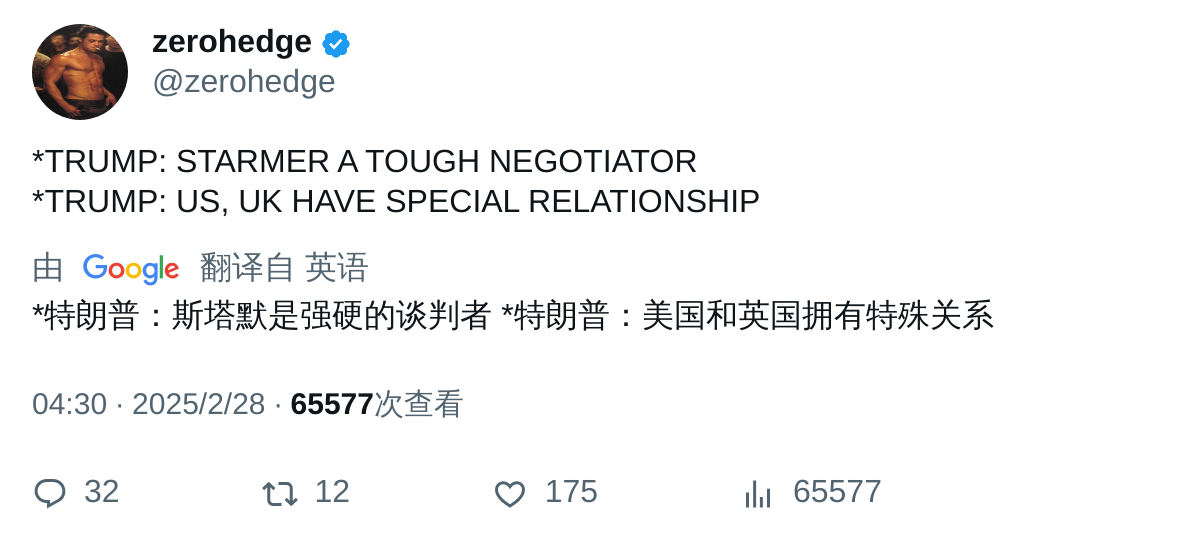 zerohedge
@zerohedge
*TRUMP: STARMER A TOUGH NEGOTIATOR
*TRUMP: US, UK HAVE SPECIAL RELATIONSHIP
由 Google 翻译自 英语
*特朗普：斯塔默是强硬的谈判者 *特朗普：美国和英国拥有特殊关系
04:30 · 2025/2/28 · 65577次查看
32 12 175 65577